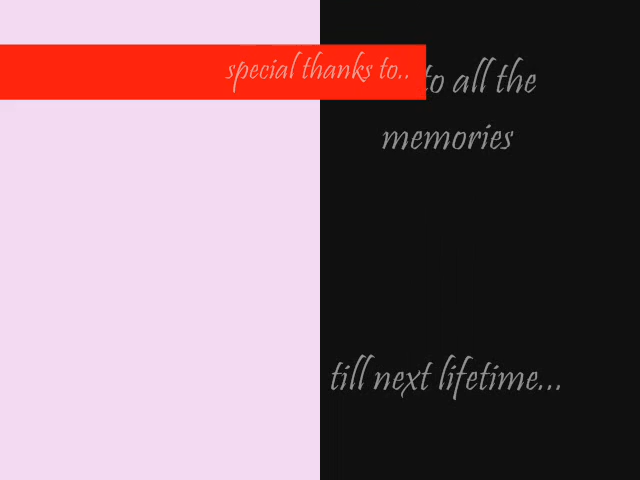 special thanks to..
to all the
memories
till next lifetime...